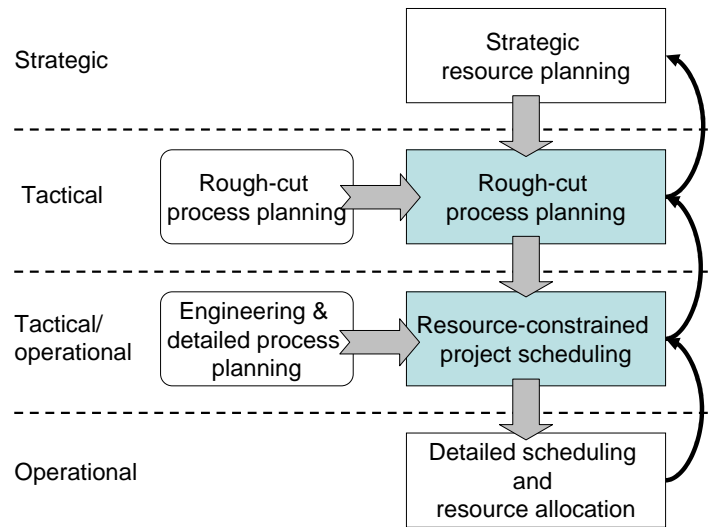 Strategic
Strategic
resource planning
Tactical
Rough-cut
process planning
Rough-cut
process planning
Tactical/
operational
Engineering &
detailed process
planning
Resource-constrained
project scheduling
Operational
Detailed scheduling
and
resource allocation